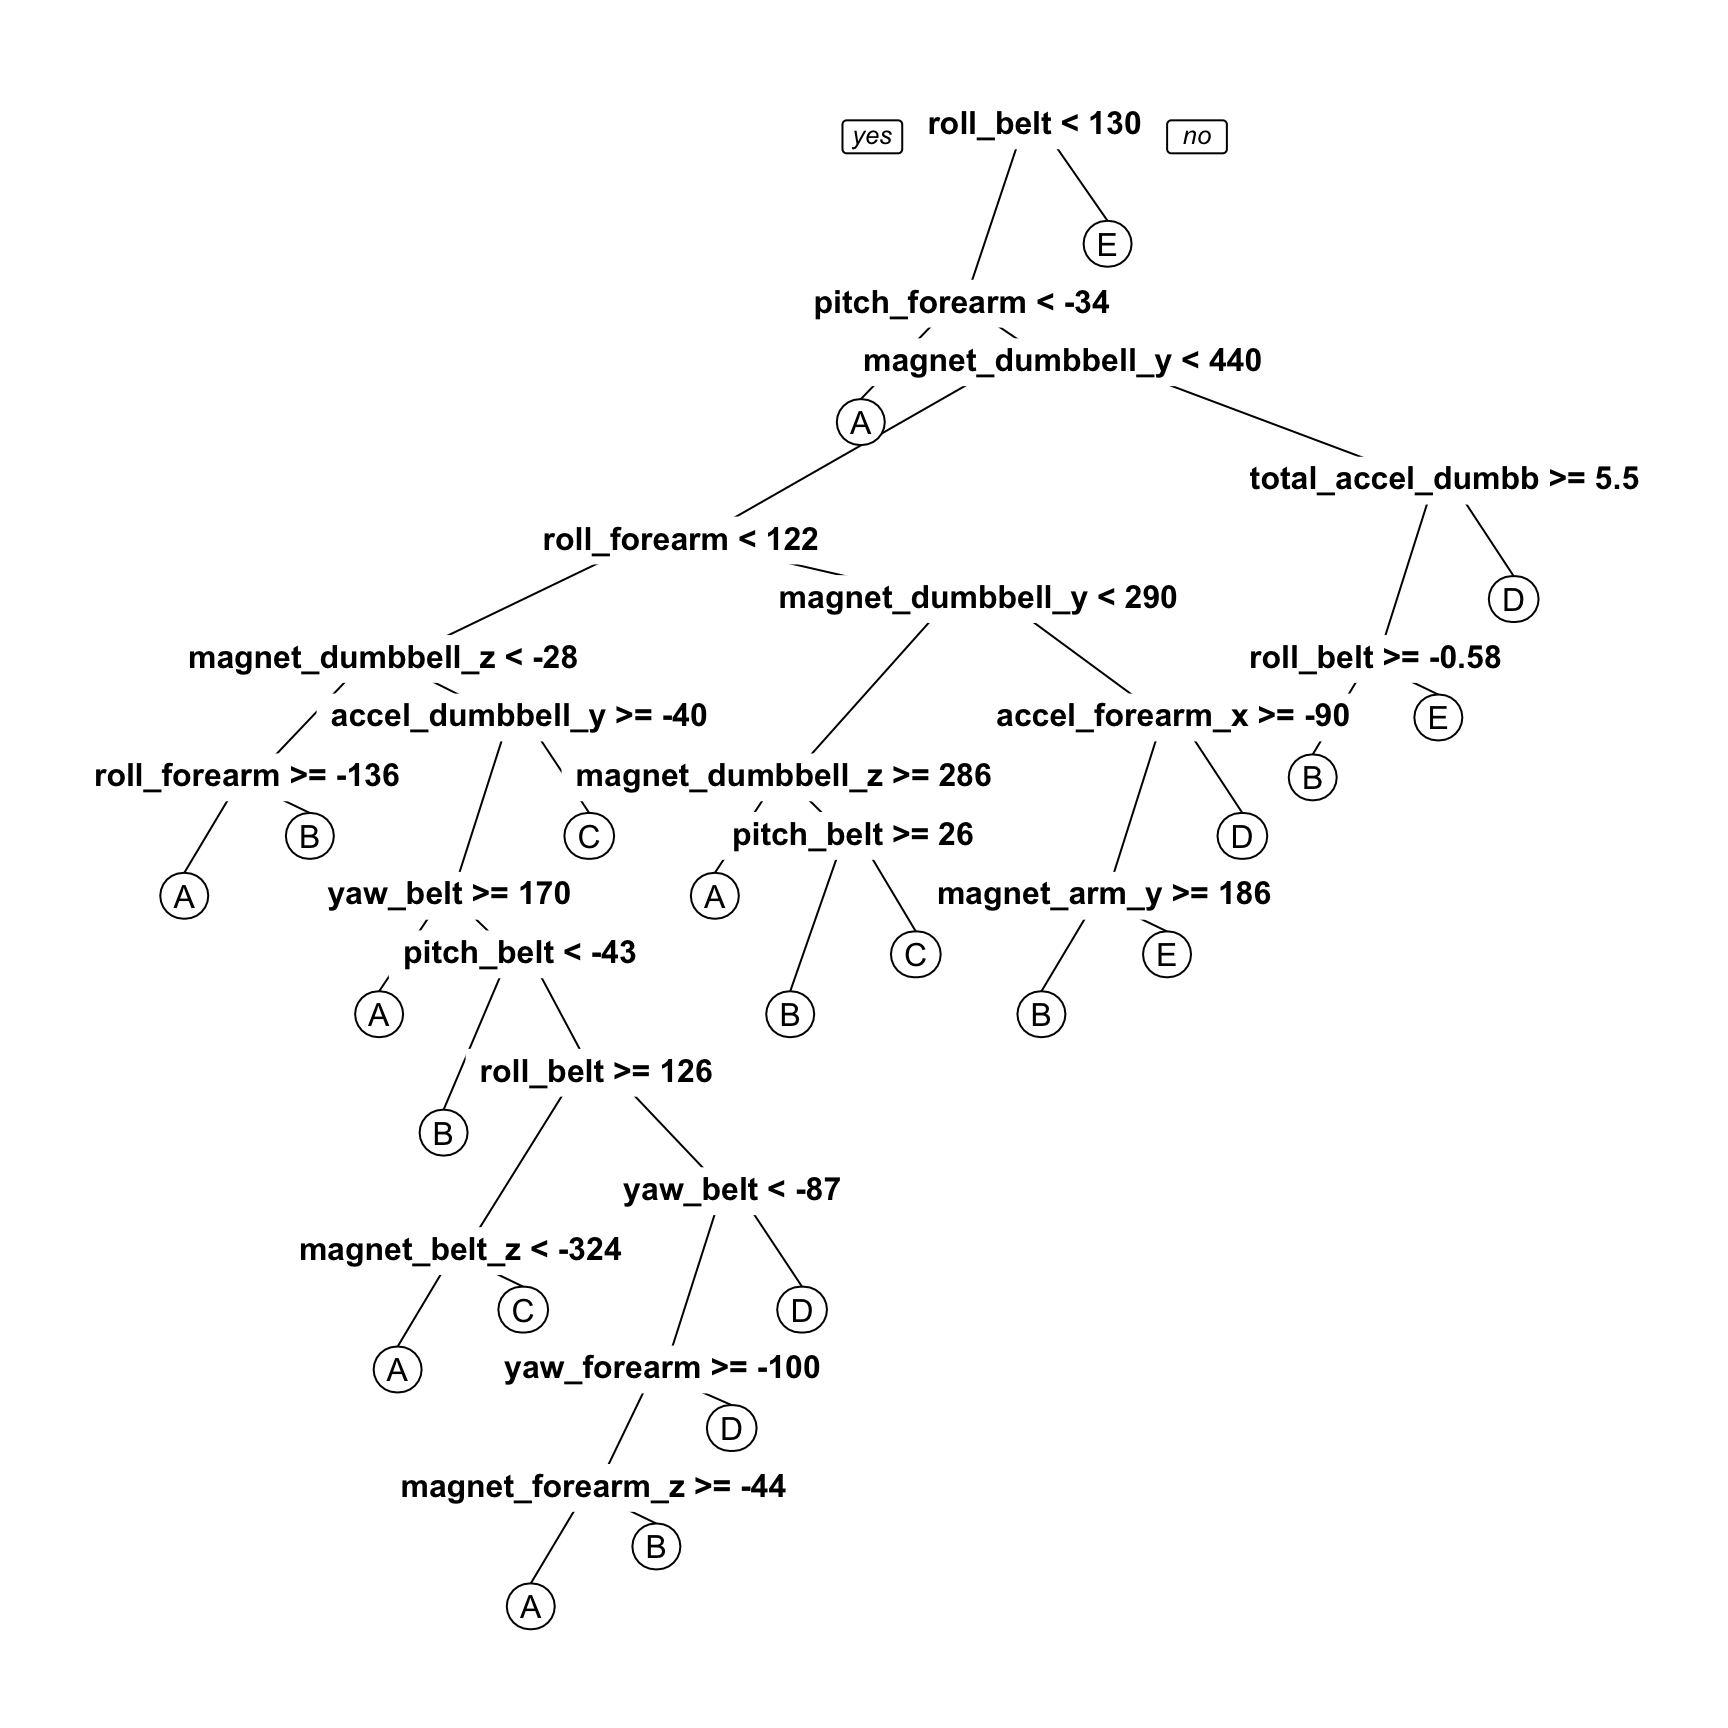 yes roll_belt < 130 no
E
pitch_forearm < -34
magnet_dumbbell_y < 440
A
total_accel_dumbb >= 5.5
roll_forearm < 122
magnet_dumbbell_y < 290
D
magnet_dumbbell_z < -28
roll_belt >= -0.58
accel_dumbbell_y >= -40
accel_forearm_x >= -90
E
roll_forearm >= -136
magnet_dumbbell_z >= 286
B
B
C
pitch_belt >= 26
D
A
yaw_belt >= 170
A
magnet_arm_y >= 186
pitch_belt < -43
C
E
A
B
B
roll_belt >= 126
B
yaw_belt < -87
magnet_belt_z < -324
C
D
A
yaw_forearm >= -100
D
magnet_forearm_z >= -44
B
A